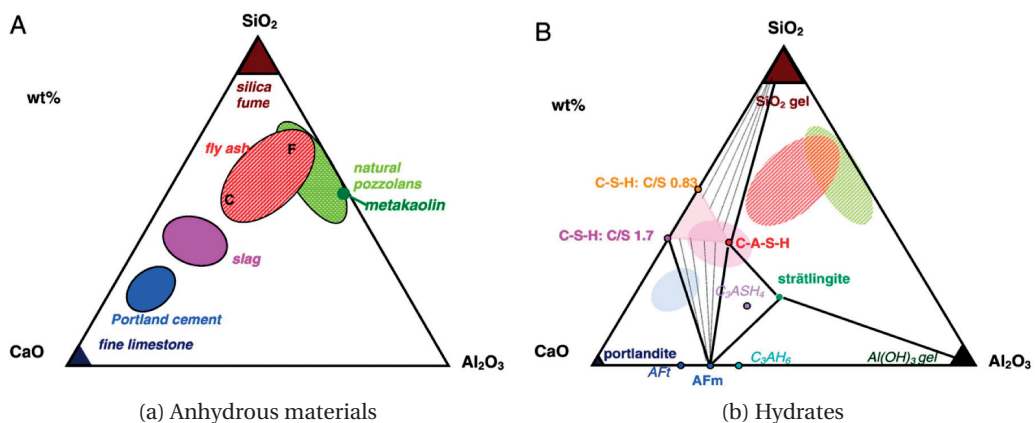 A
SiO₂
wt%
silica
fume
fly ash
F
C
natural
pozzolans
metakaolin
slag
Portland cement
fine limestone
CaO
Al₂O₃
(a) Anhydrous materials
B
SiO₂
wt%
SiO₂ gel
C-S-H: C/S 0.83
C-S-H: C/S 1.7
C-A-S-H
strätlingite
C₃ASH₄
portlandite
CaO
AFt
AFm
C₃AH₆
Al(OH)₃ gel
Al₂O₃
(b) Hydrates